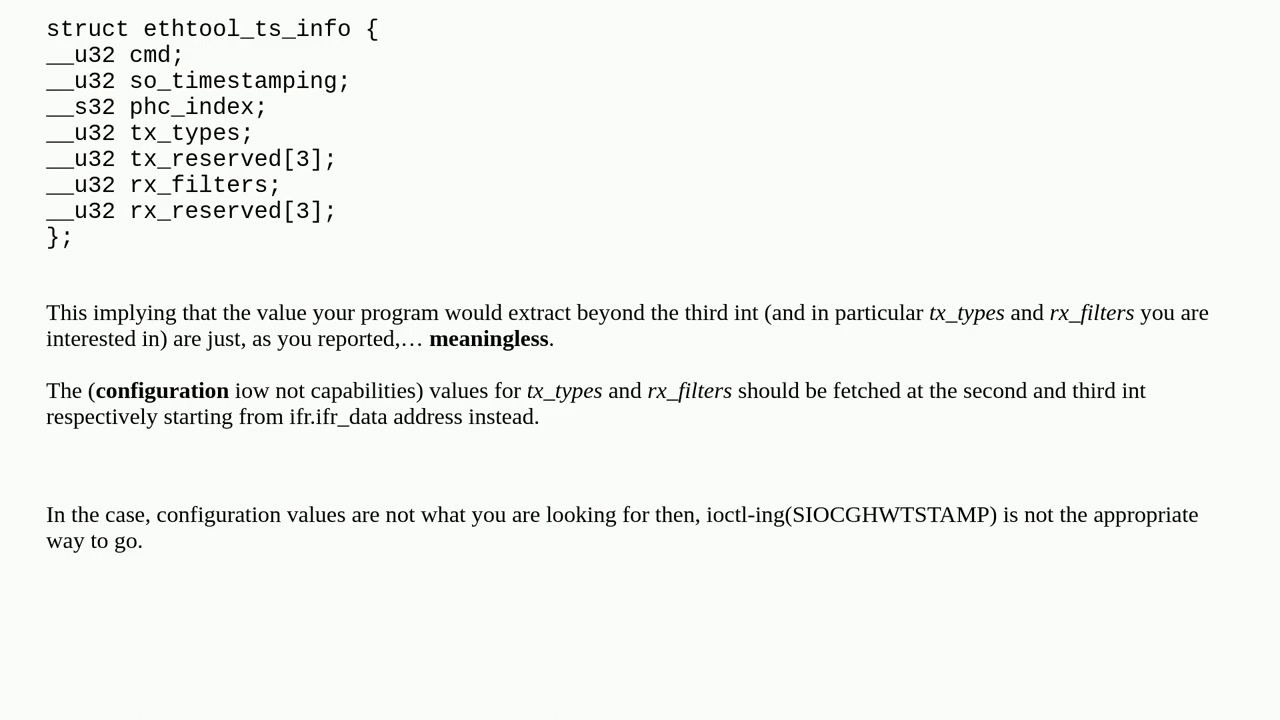 struct ethtool_ts_info {
__u32 cmd;
__u32 so_timestamping;
__s32 phc_index;
__u32 tx_types;
__u32 tx_reserved[3];
__u32 rx_filters;
__u32 rx_reserved[3];
};
This implying that the value your program would extract beyond the third int (and in particular tx_types and rx_filters you are
interested in) are just, as you reported,… meaningless.
The (configuration iow not capabilities) values for tx_types and rx_filters should be fetched at the second and third int
respectively starting from ifr.ifr_data address instead.
In the case, configuration values are not what you are looking for then, ioctl-ing(SIOCGHWTSTAMP) is not the appropriate
way to go.